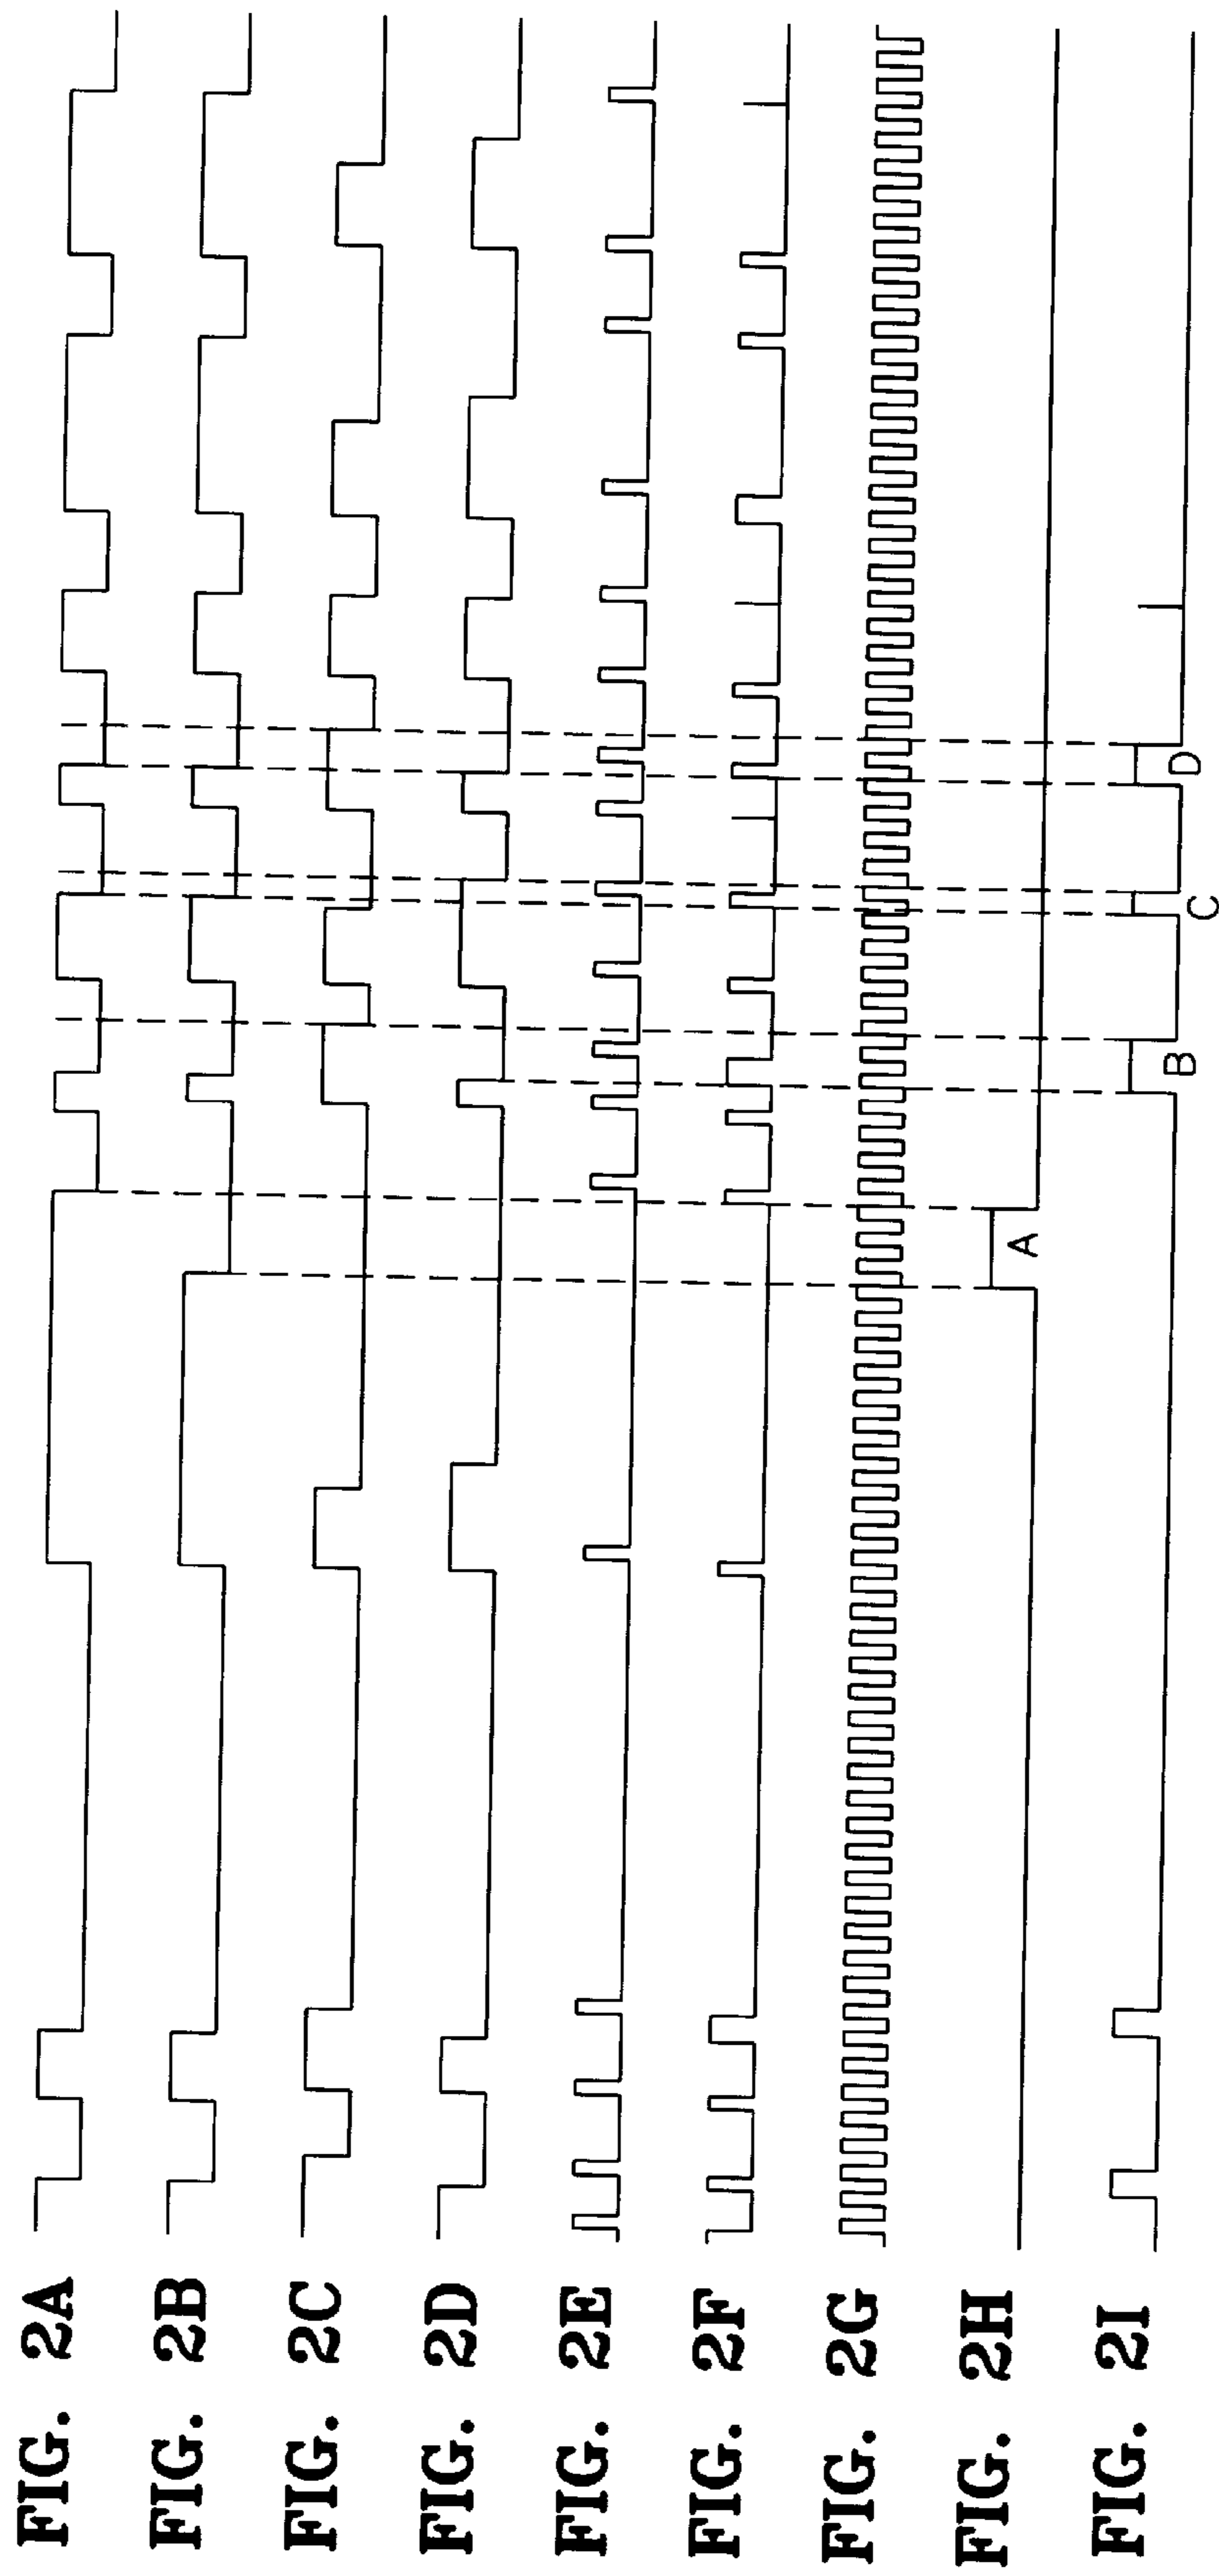 FIG. 2A
FIG. 2B
FIG. 2C
FIG. 2D
FIG. 2E
FIG. 2F
FIG. 2G
FIG. 2H
A
FIG. 2I
B
C
D